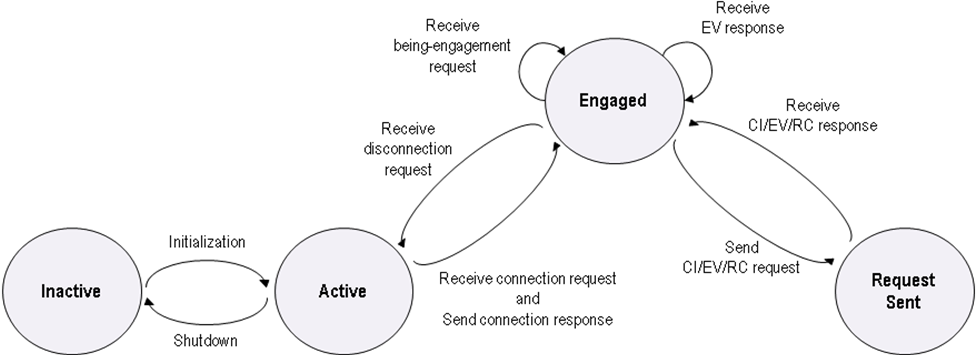 Receive
being-engagement
request
Receive
EV response
Engaged
Receive
CI/EV/RC response
Receive
disconnection
request
Initialization
Send
CI/EV/RC request
Inactive
Active
Receive connection request
and
Send connection response
Request
Sent
Shutdown